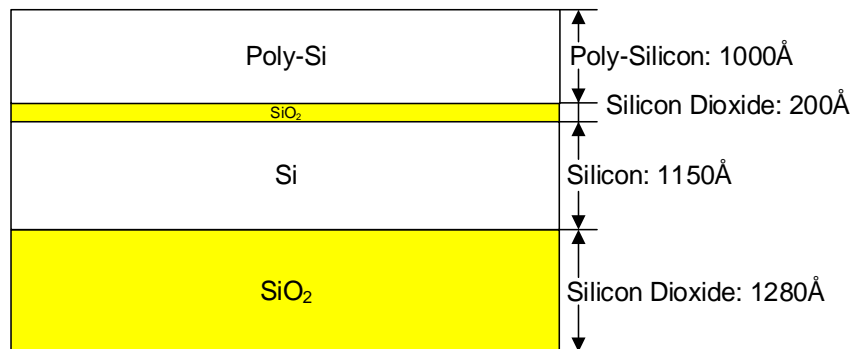 Poly-Si
Poly-Silicon: 1000Å
SiO₂
Silicon Dioxide: 200Å
Si
Silicon: 1150Å
SiO₂
Silicon Dioxide: 1280Å